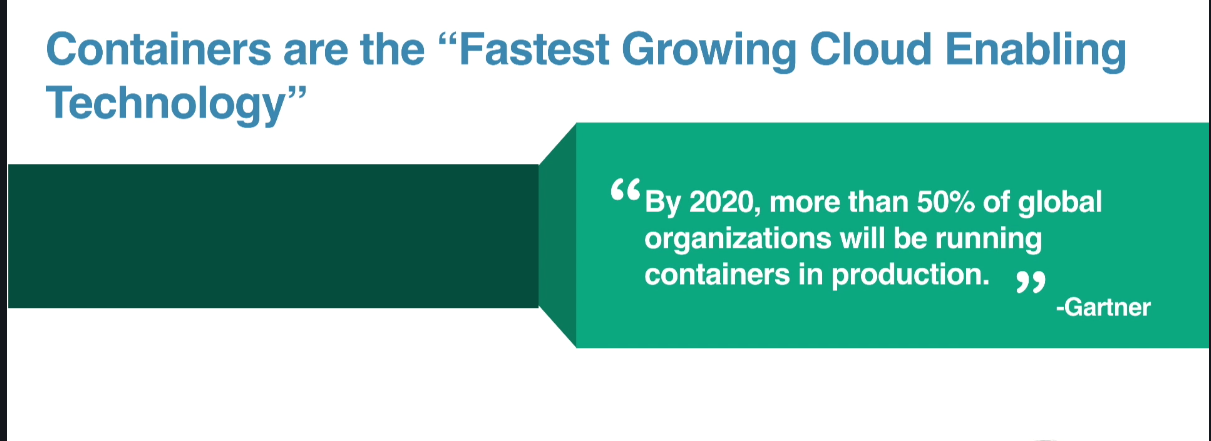 Containers are the “Fastest Growing Cloud Enabling
Technology”
“By 2020, more than 50% of global
organizations will be running
containers in production. ”
-Gartner